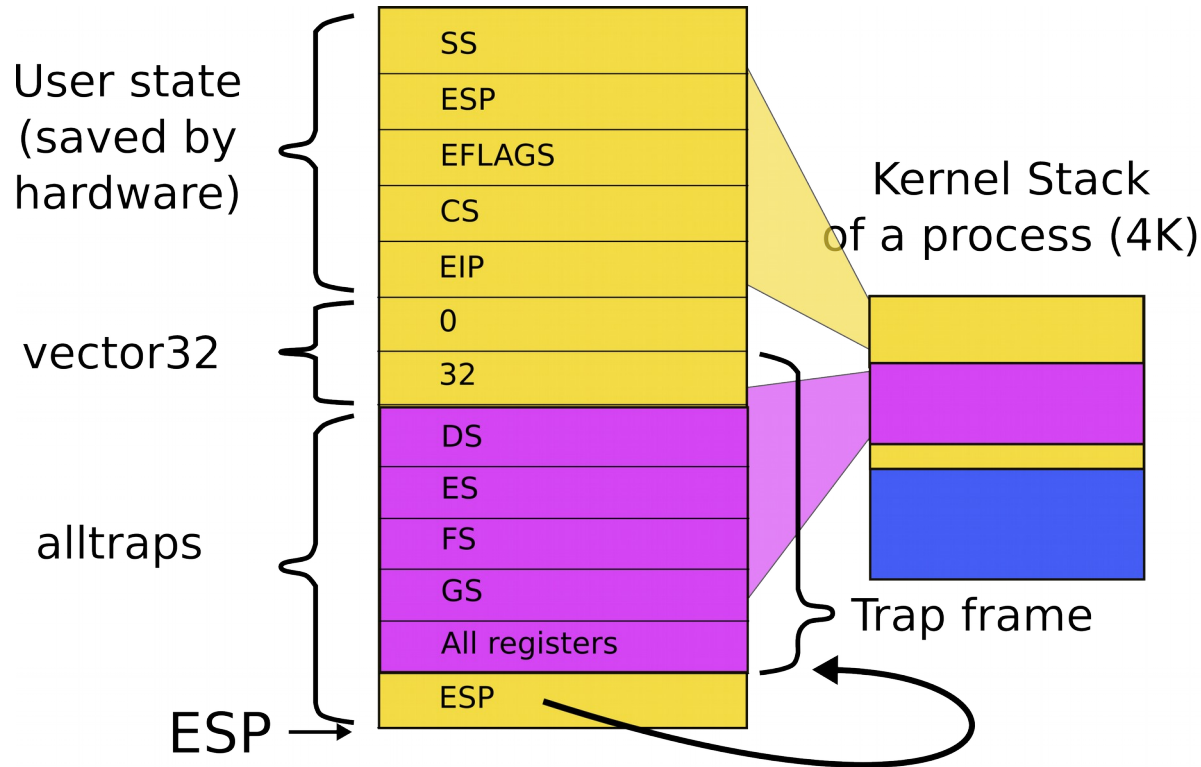 User state
(saved by
hardware)
SS
ESP
EFLAGS
CS
EIP
vector32
0
32
alltraps
DS
ES
FS
GS
All registers
ESP
ESP
Kernel Stack
of a process (4K)
Trap frame